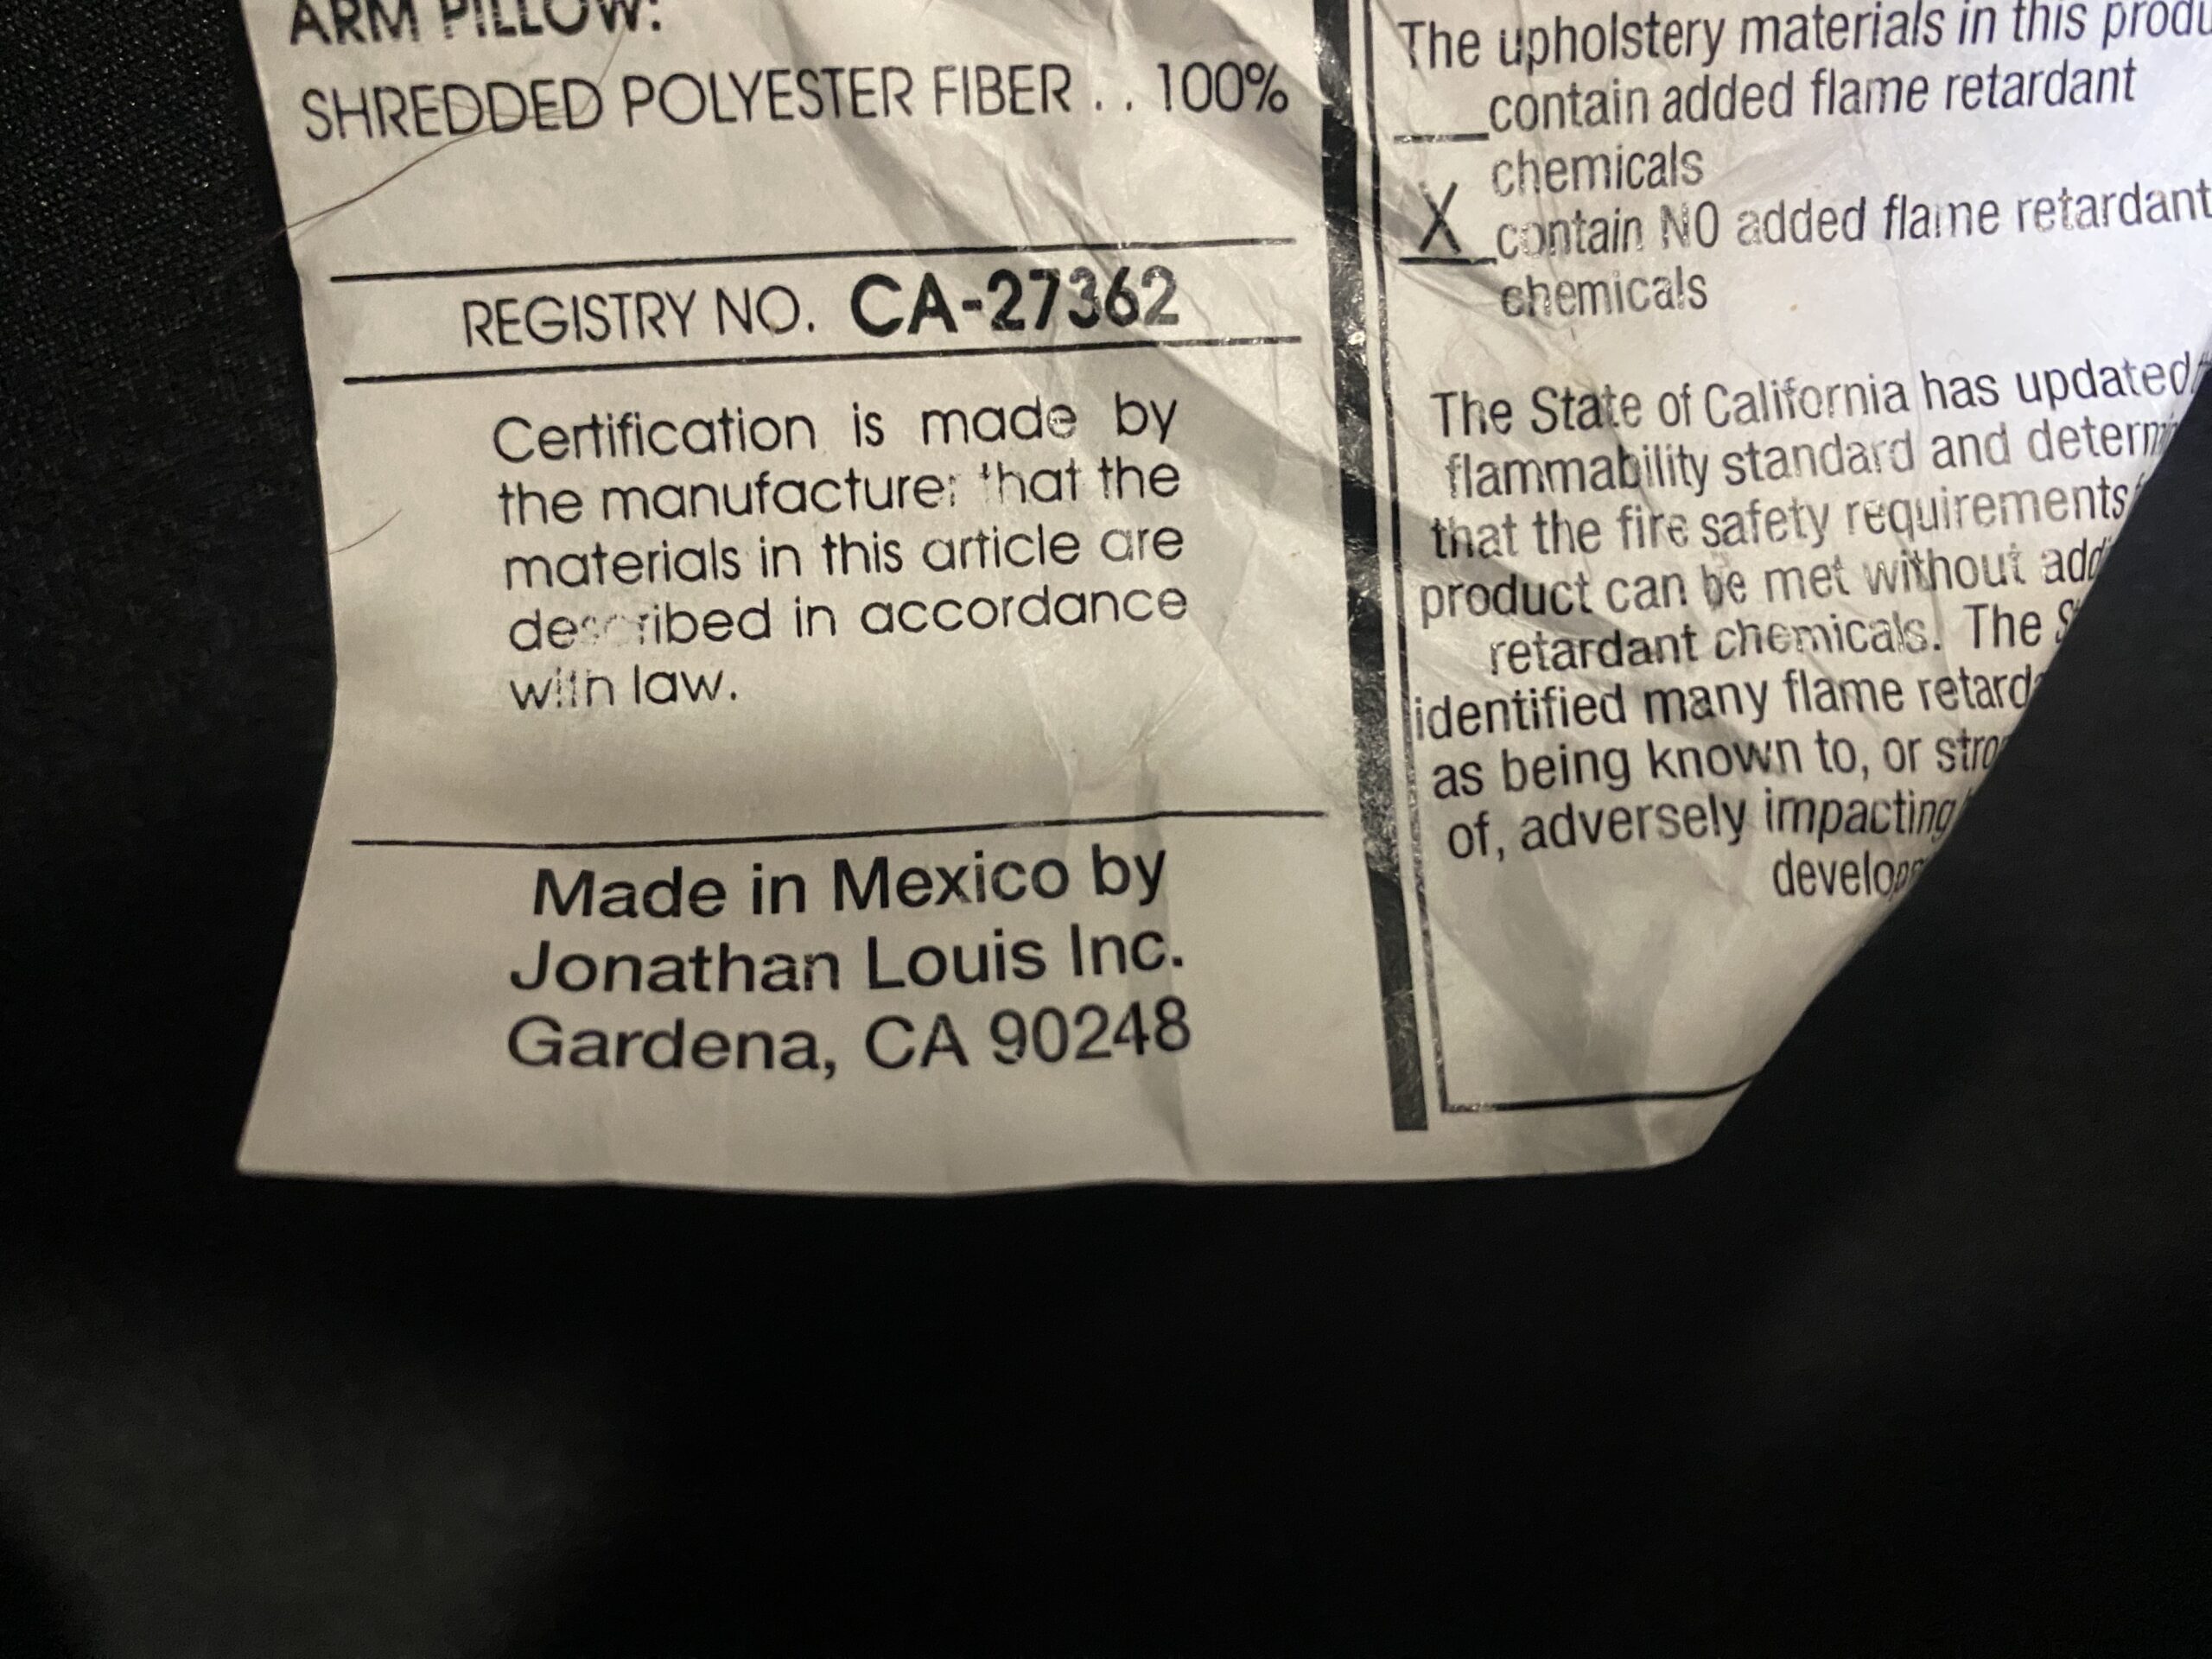 ARM PILLOW:
SHREDDED POLYESTER FIBER . . 100%
REGISTRY NO. CA-27362
Certification is made by
the manufacturer that the
materials in this article are
described in accordance
with law.
Made in Mexico by
Jonathan Louis Inc.
Gardena, CA 90248
The upholstery materials in this
___contain added flame retardant
chemicals
X contain NO added flame retardant
chemicals
The State of California has updated
flammability standard and
that the fire safety requirements
product can be met without
retardant chemicals. The
identified many flame
as being known to, or
of, adversely impacting